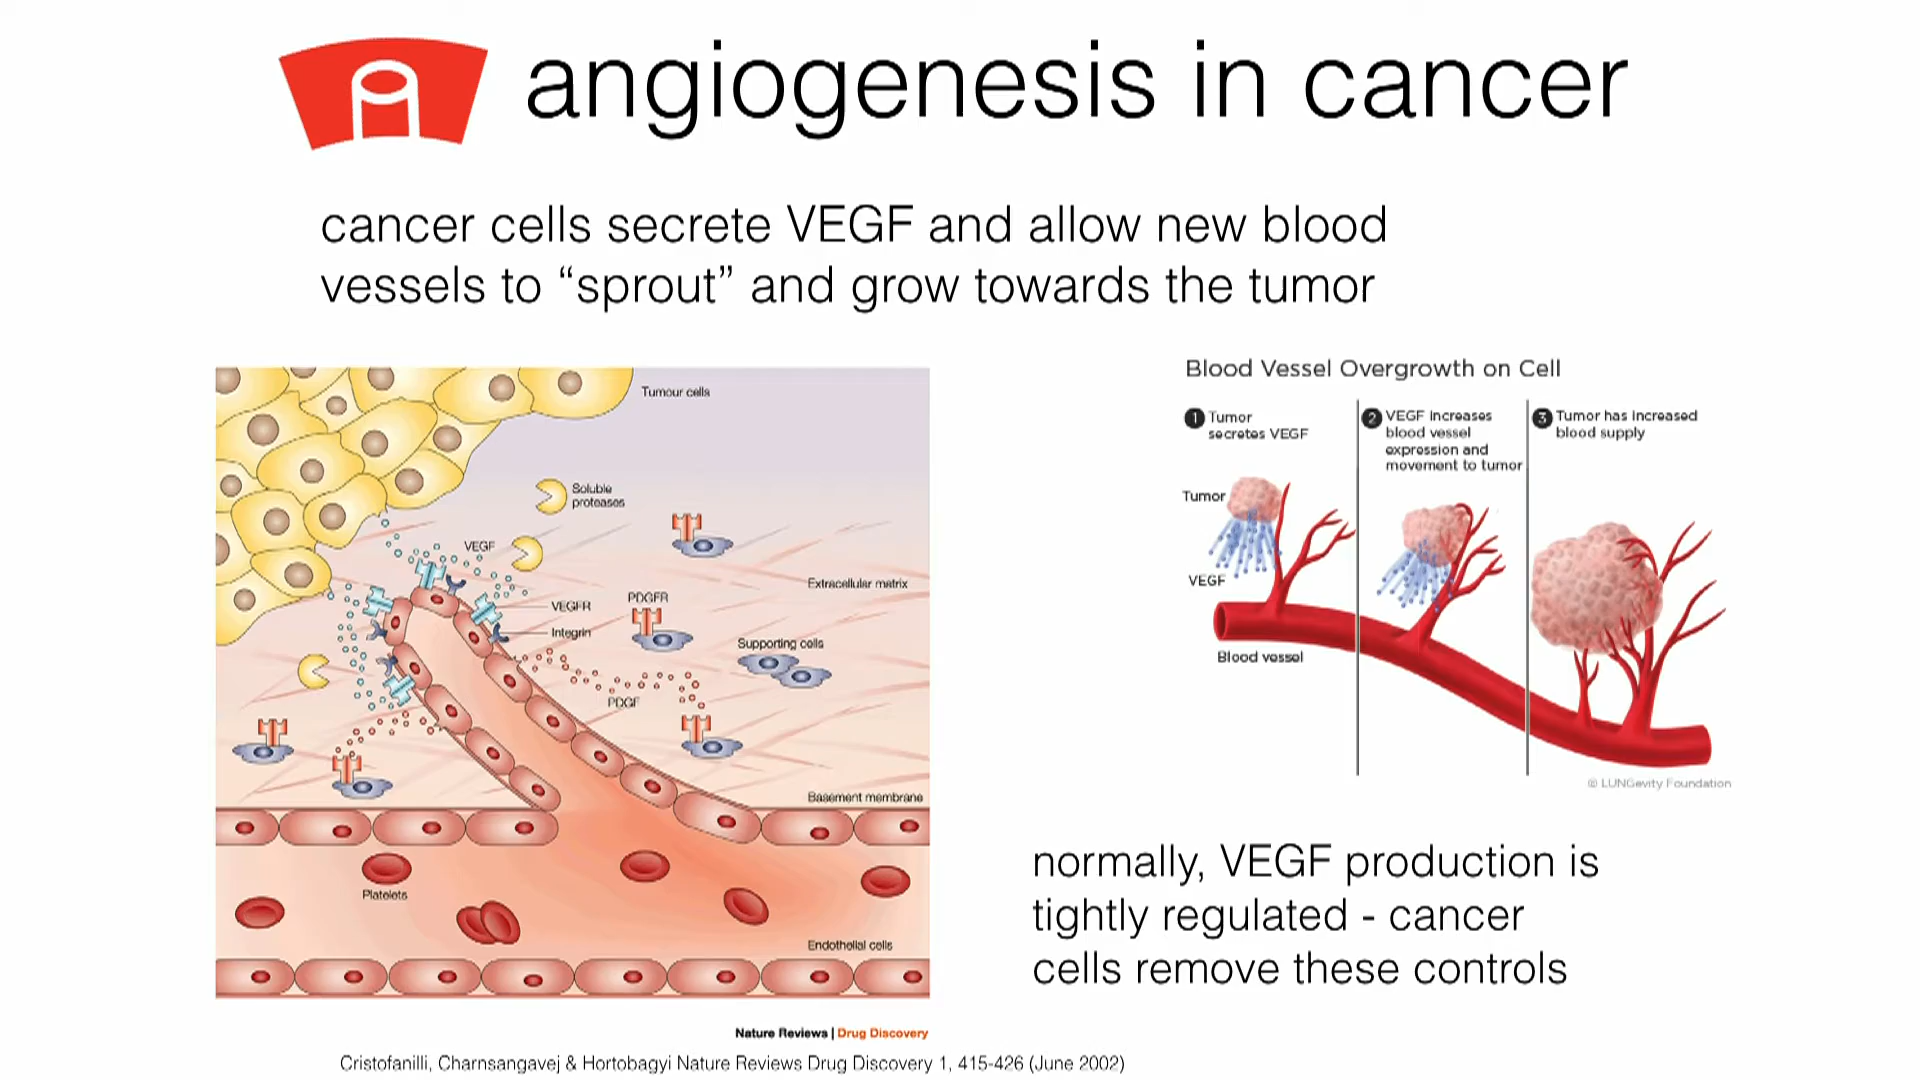 angiogenesis in cancer
cancer cells secrete VEGF and allow new blood
vessels to “sprout” and grow towards the tumor
Tumour cells
Soluble
proteases
VEGF
Extracellular matrix
VEGFR
PDGFR
Integrin
Supporting cells
PDGF
Basement membrane
Platelets
Endothelial cells
Nature Reviews | Drug Discovery
Cristofanilli, Charnsangavej & Hortobagyi Nature Reviews Drug Discovery 1, 415-426 (June 2002)
Blood Vessel Overgrowth on Cell
1 Tumor
secretes VEGF
2 VEGF increases
blood vessel
expression and
movement to tumor
3 Tumor has increased
blood supply
Tumor
VEGF
Blood vessel
© LUNGevity Foundation
normally, VEGF production is
tightly regulated - cancer
cells remove these controls